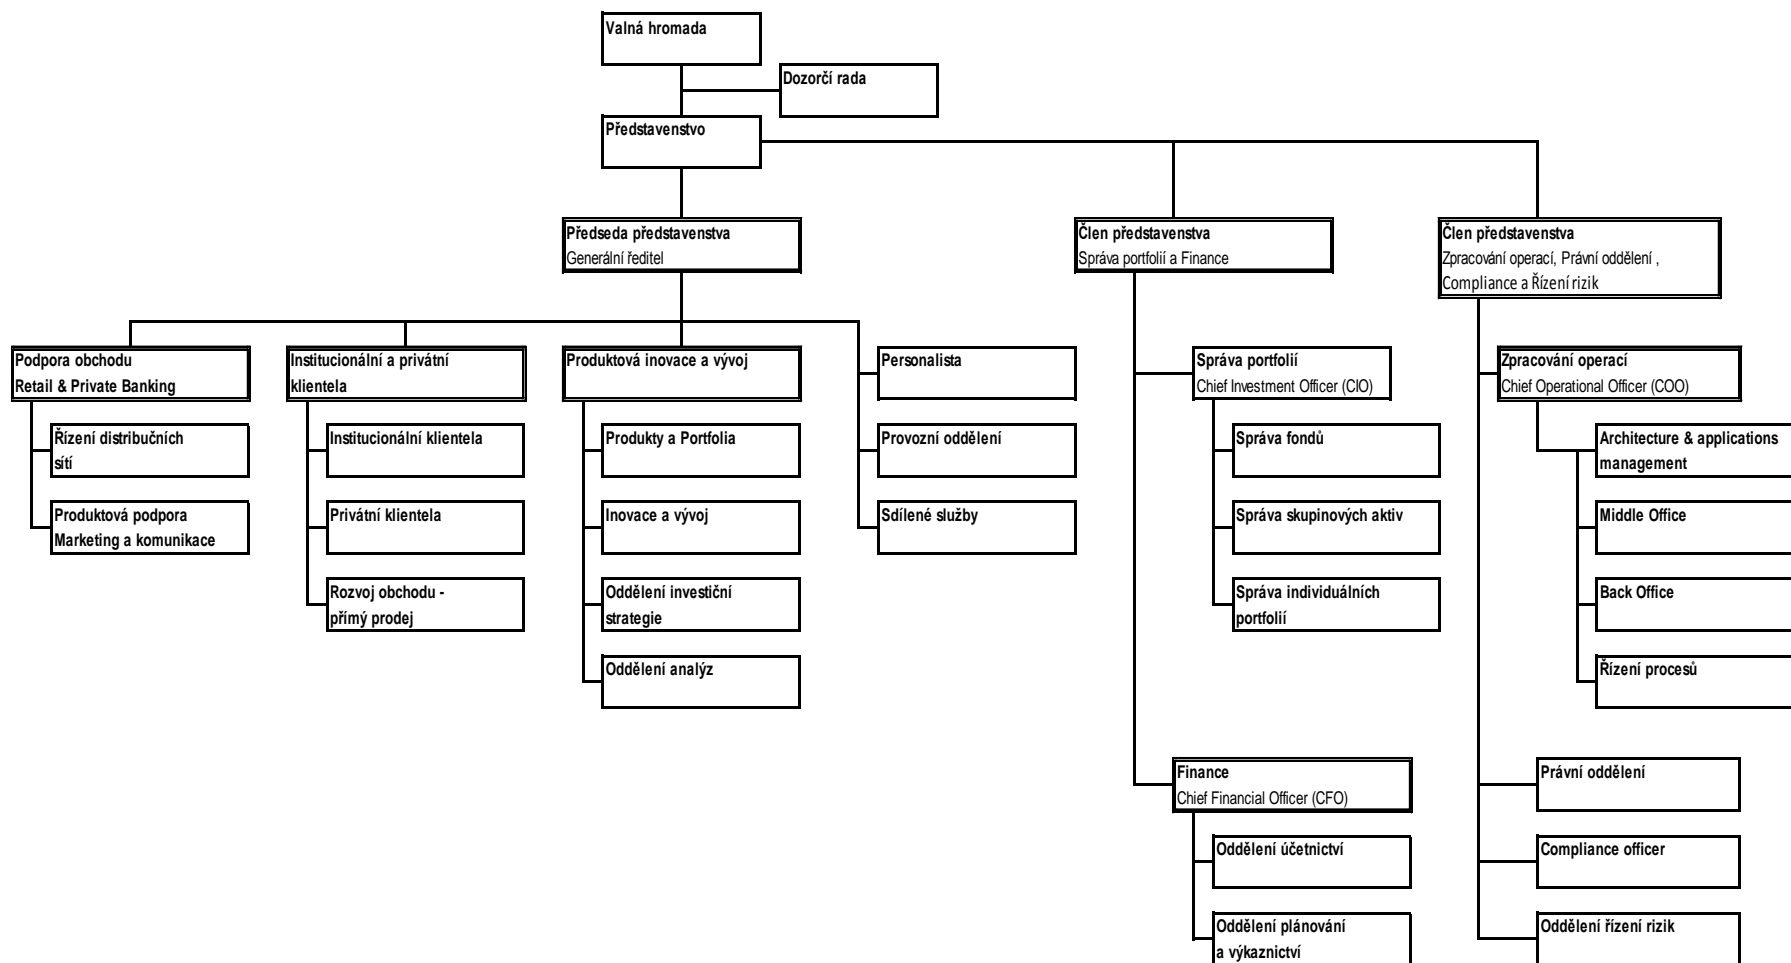 Valná hromada
Dozorčí rada
Představenstvo
Předseda představenstva
Generální ředitel
Člen představenstva
Správa portfolií a Finance
Člen představenstva
Zpracování operací, Právní oddělení ,
Compliance a Řízení rizik
Podpora obchodu
Retail & Private Banking
Institucionální a privátní
klientela
Produktová inovace a vývoj
Personalista
Správa portfolií
Chief Investment Officer (CIO)
Zpracování operací
Chief Operational Officer (COO)
Řízení distribučních
sítí
Institucionální klientela
Produkty a Portfolia
Provozní oddělení
Správa fondů
Architecture & applications
management
Produktová podpora
Marketing a komunikace
Privátní klientela
Inovace a vývoj
Sdílené služby
Správa skupinových aktiv
Middle Office
Rozvoj obchodu -
přímý prodej
Oddělení investiční
strategie
Správa individuálních
portfolií
Back Office
Oddělení analýz
Řízení procesů
Finance
Chief Financial Officer (CFO)
Právní oddělení
Oddělení účetnictví
Compliance officer
Oddělení plánování
a výkaznictví
Oddělení řízení rizik